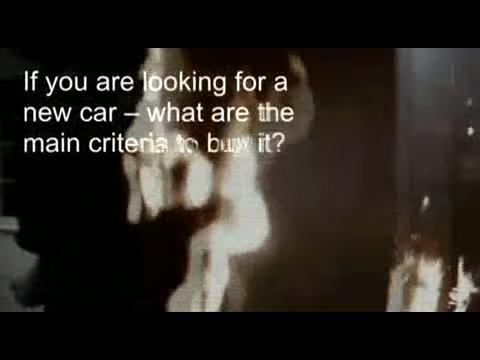 If you are looking for a
new car – what are the
main criteria to buy it?